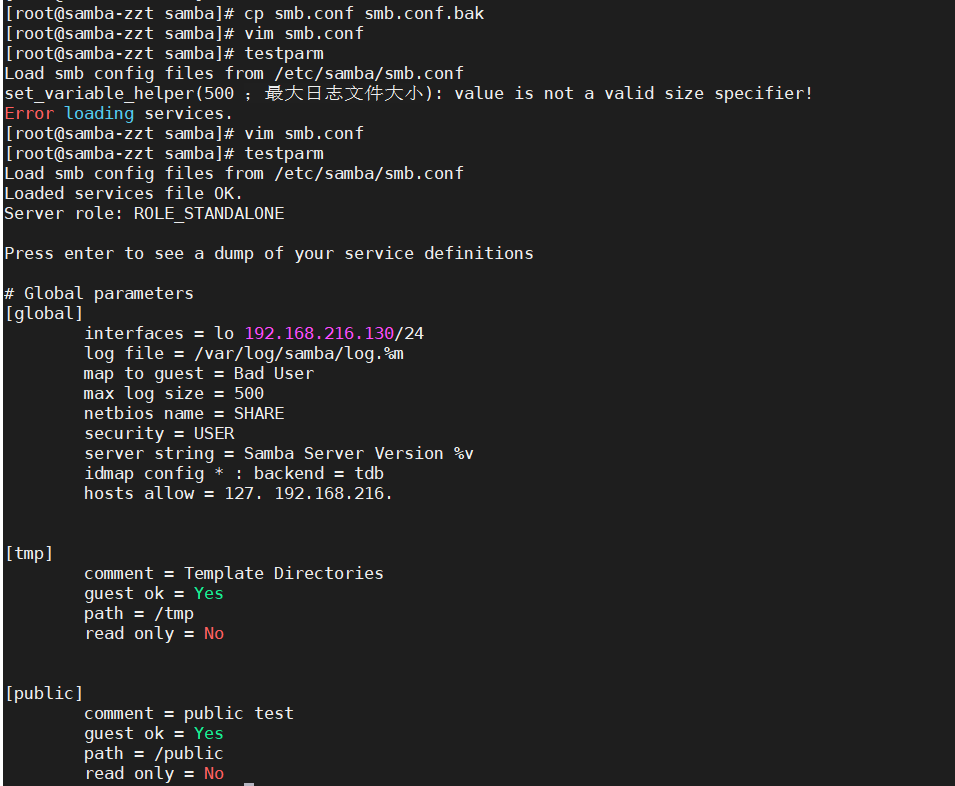 [root@samba-zzt samba]# cp smb.conf smb.conf.bak
[root@samba-zzt samba]# vim smb.conf
[root@samba-zzt samba]# testparm
Load smb config files from /etc/samba/smb.conf
set_variable_helper(500 ；最大日志文件大小): value is not a valid size specifier!
Error loading services.
[root@samba-zzt samba]# vim smb.conf
[root@samba-zzt samba]# testparm
Load smb config files from /etc/samba/smb.conf
Loaded services file OK.
Server role: ROLE_STANDALONE
Press enter to see a dump of your service definitions
# Global parameters
[global]
interfaces = lo 192.168.216.130/24
log file = /var/log/samba/log.%m
map to guest = Bad User
max log size = 500
netbios name = SHARE
security = USER
server string = Samba Server Version %v
idmap config * : backend = tdb
hosts allow = 127. 192.168.216.
[tmp]
comment = Template Directories
guest ok = Yes
path = /tmp
read only = No
[public]
comment = public test
guest ok = Yes
path = /public
read only = No